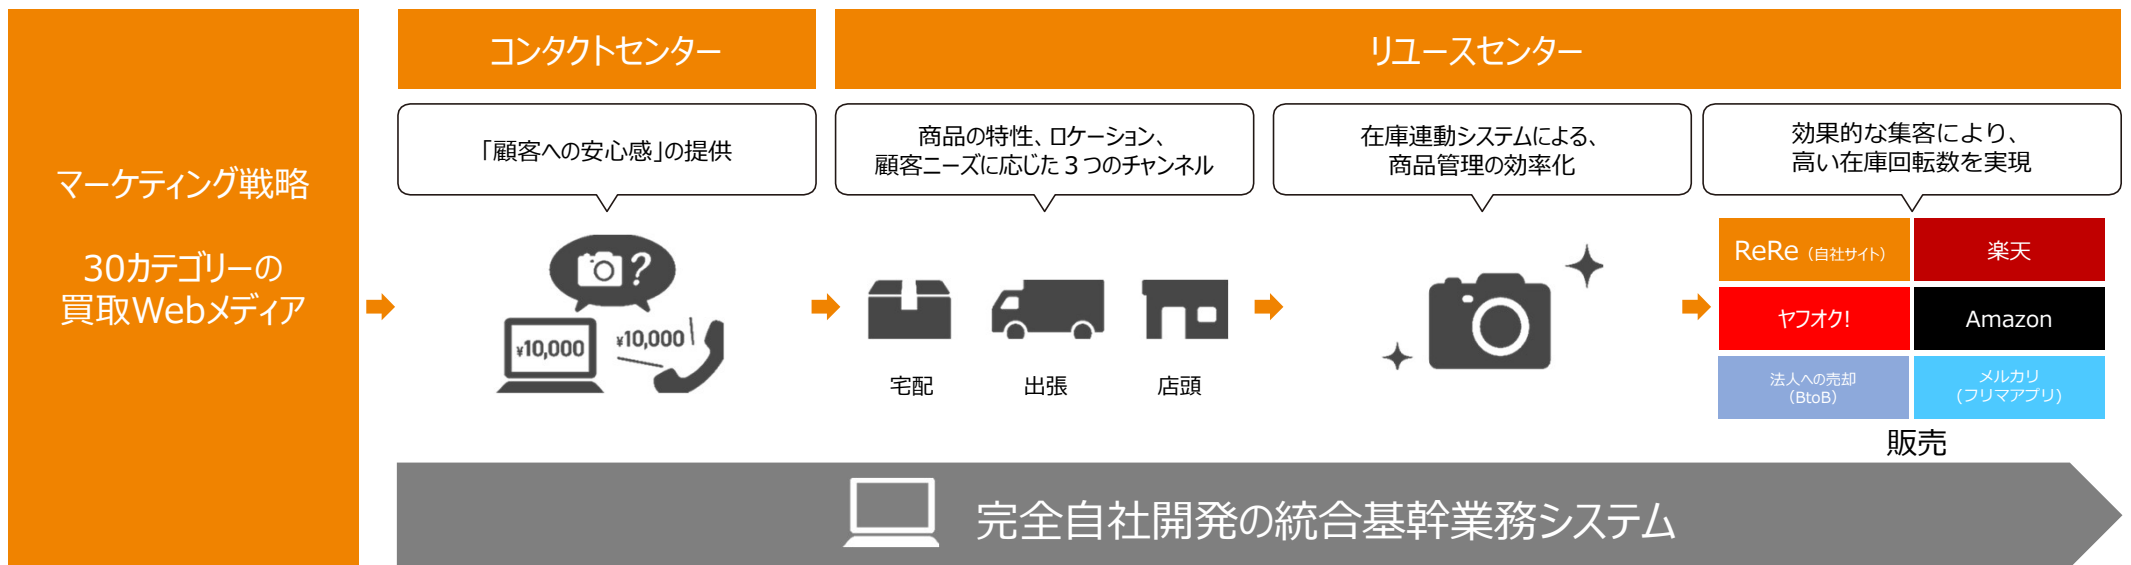 マーケティング戦略
30カテゴリーの
買取Webメディア
コンタクトセンター
「顧客への安心感」の提供
¥10,000
¥10,000
リユースセンター
商品の特性、ロケーション、
顧客ニーズに応じた3つのチャンネル
宅配
出張
店頭
在庫連動システムによる、
商品管理の効率化
効果的な集客により、
高い在庫回転数を実現
ReRe（自社サイト）
楽天
ヤフオク!
Amazon
法人への売却
（BtoB）
メルカリ
(フリマアプリ)
販売
完全自社開発の統合基幹業務システム